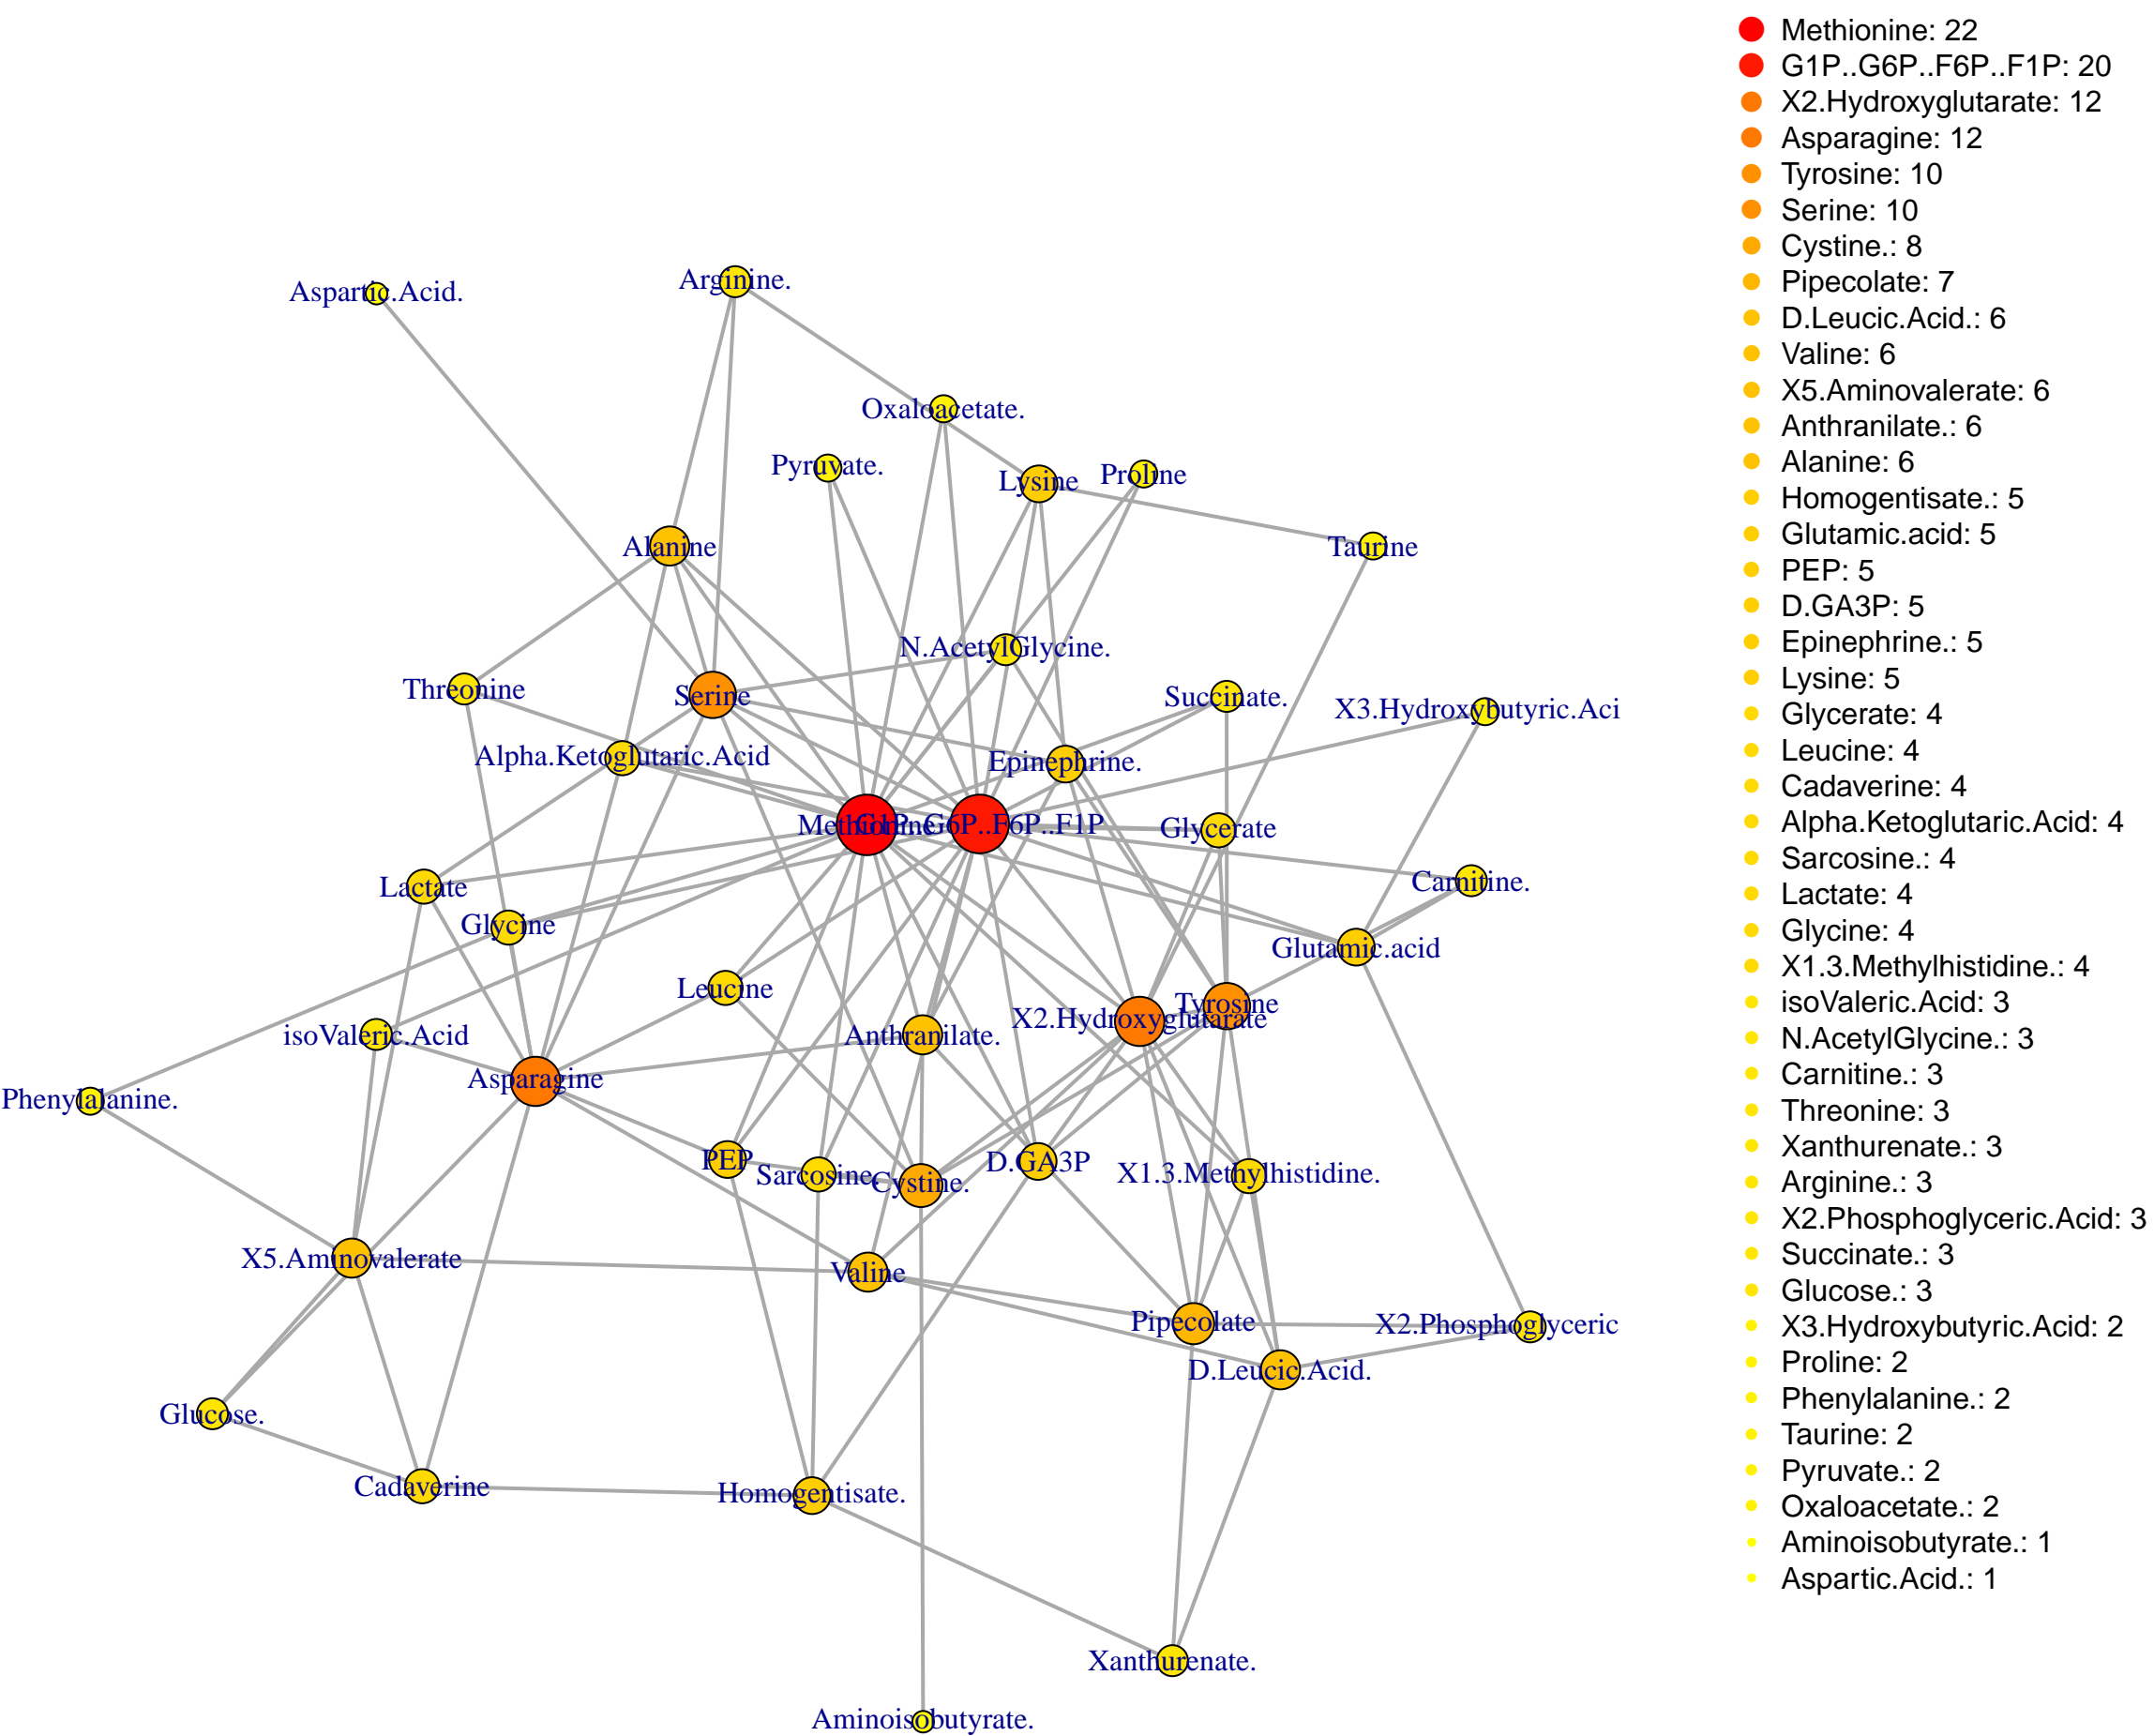 Methionine: 22
G1P..G6P..F6P..F1P: 20
X2.Hydroxyglutarate: 12
Asparagine: 12
Tyrosine: 10
Serine: 10
Cystine.: 8
Pipecolate: 7
D.Leucic.Acid.: 6
Valine: 6
X5.Aminovalerate: 6
Anthranilate.: 6
Alanine: 6
Homogentisate.: 5
Glutamic.acid: 5
PEP: 5
D.GA3P: 5
Epinephrine.: 5
Lysine: 5
Glycerate: 4
Leucine: 4
Cadaverine: 4
Alpha.Ketoglutaric.Acid: 4
Sarcosine.: 4
Lactate: 4
Glycine: 4
X1.3.Methylhistidine.: 4
isoValeric.Acid: 3
N.AcetylGlycine.: 3
Carnitine.: 3
Threonine: 3
Xanthurenate.: 3
Arginine.: 3
X2.Phosphoglyceric.Acid: 3
Succinate.: 3
Glucose.: 3
X3.Hydroxybutyric.Acid: 2
Proline: 2
Phenylalanine.: 2
Taurine: 2
Pyruvate.: 2
Oxaloacetate.: 2
Aminoisobutyrate.: 1
Aspartic.Acid.: 1
Arginine.
Aspartic.Acid.
Oxaloacetate.
Pyruvate.
Lysine
Proline
Alanine
Taurine
N.AcetylGlycine.
Threonine
Serine
Succinate.
X3.Hydroxybutyric.Aci
Alpha.Ketoglutaric.Acid
Epinephrine.
Methionine
G1P..G6P..F6P..F1P
Glycerate
Lactate
Carnitine.
Glycine
Glutamic.acid
Leucine
Tyrosine
X2.Hydroxyglutarate
isoValeric.Acid
Anthranilate.
Asparagine
Phenylalanine.
PEP
Sarcosine.
Cystine.
D.GA3P
X1.3.Methylhistidine.
X5.Aminovalerate
Valine
Pipecolate
X2.Phosphoglyceric
D.Leucic.Acid.
Glucose.
Cadaverine
Homogentisate.
Xanthurenate.
Aminoisobutyrate.